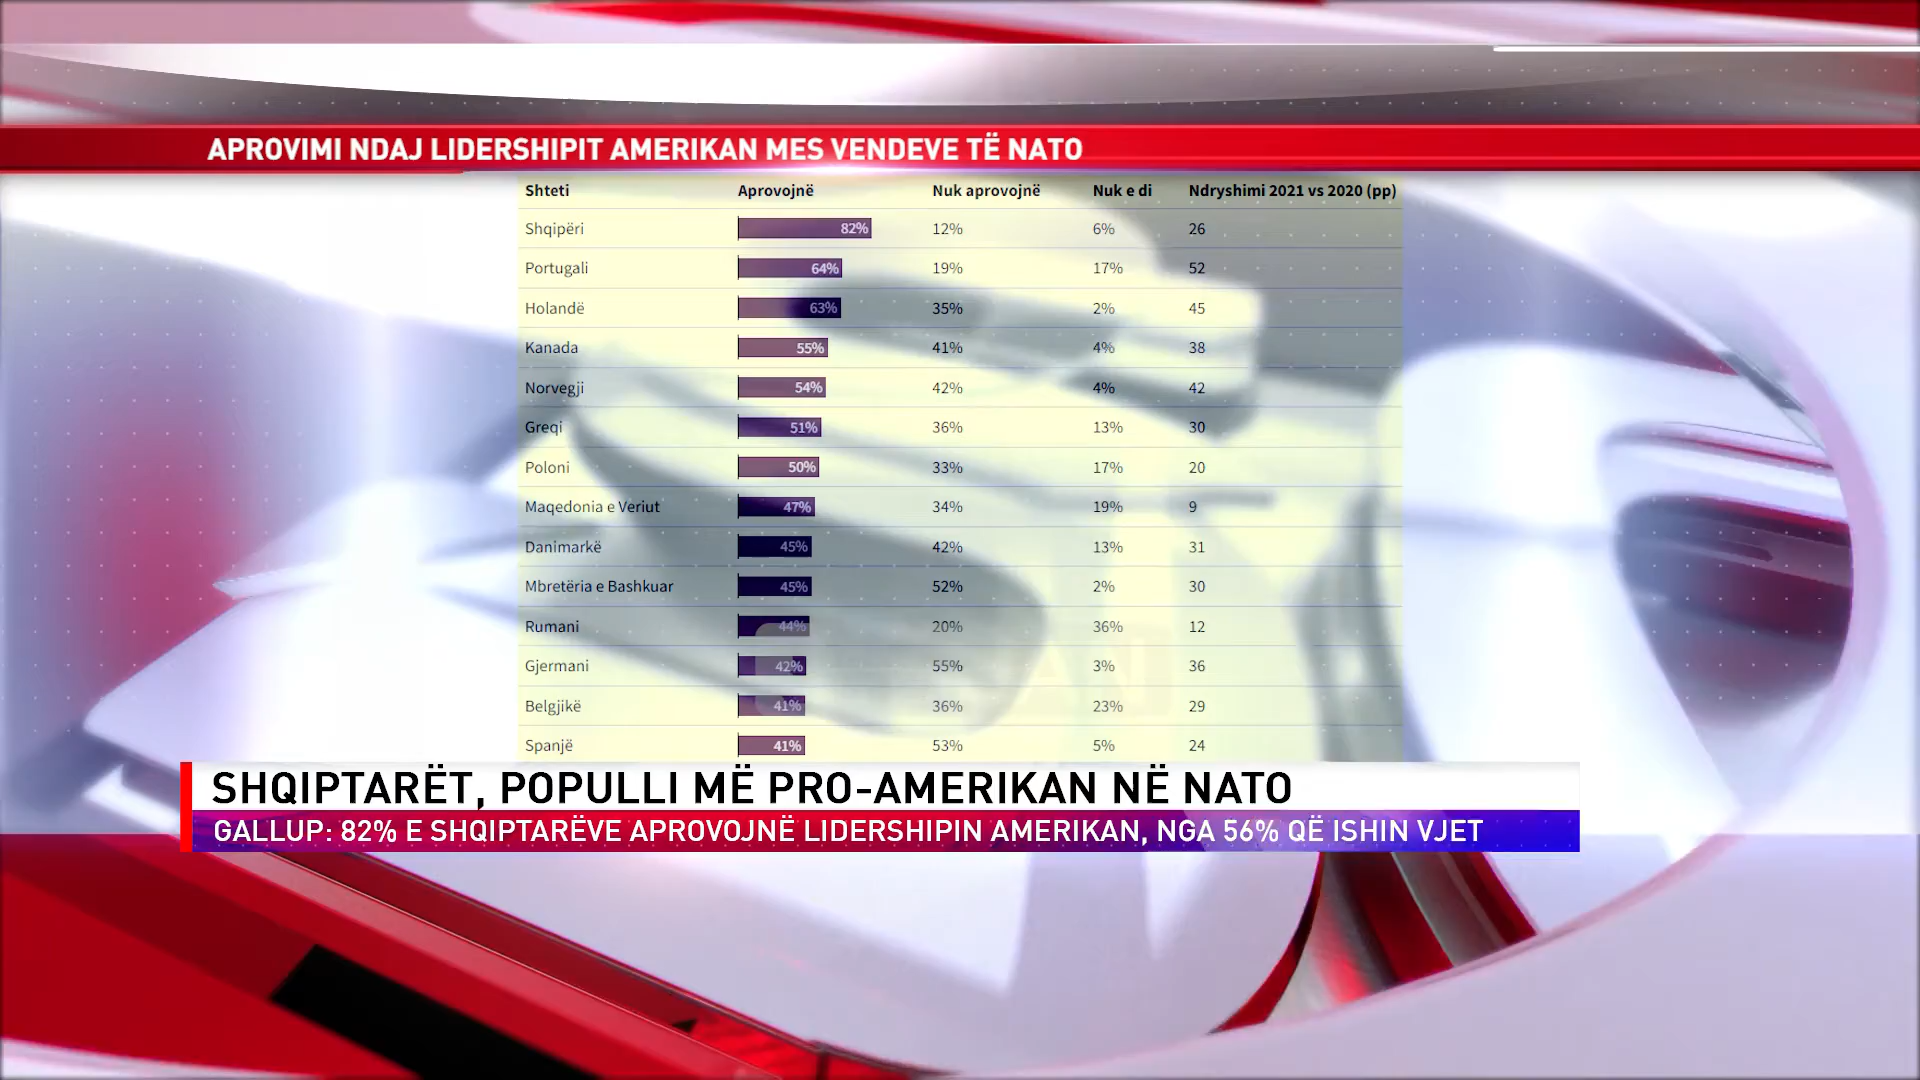 APROVIMI NDAJ LIDERSHIPIT AMERIKAN MES VENDEVE TË NATO
Shteti Aprovojnë Nuk aprovojnë Nuk e di Ndryshimi 2021 vs 2020 (pp)
Shqipëri 82% 12% 6% 26
Portugali 64% 19% 17% 52
Holandë 63% 35% 2% 45
Kanada 55% 41% 4% 38
Norvegji 54% 42% 4% 42
Greqi 51% 36% 13% 30
Poloni 50% 33% 17% 20
Maqedonia e Veriut 47% 34% 19% 9
Danimarkë 45% 42% 13% 31
Mbretëria e Bashkuar 45% 52% 2% 30
Rumani 44% 20% 36% 12
Gjermani 42% 55% 3% 36
Belgjikë 41% 36% 23% 29
Spanjë 41% 53% 5% 24
SHQIPTARËT, POPULLI MË PRO-AMERIKAN NË NATO
GALLUP: 82% E SHQIPTARËVE APROVOJNË LIDERSHIPIN AMERIKAN, NGA 56% QË ISHIN VJET